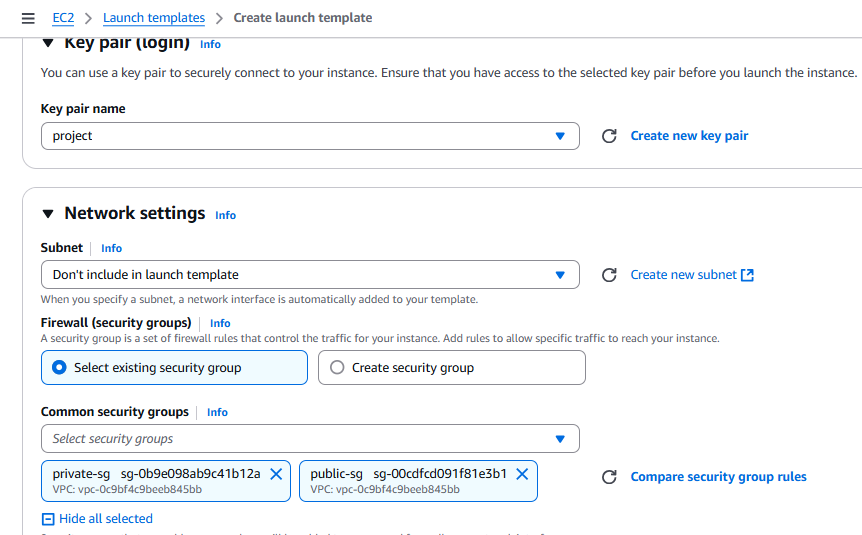 EC2 > Launch templates > Create launch template
Key pair (login) Info
You can use a key pair to securely connect to your instance. Ensure that you have access to the selected key pair before you launch the instance.
Key pair name
project
Create new key pair
Network settings Info
Subnet Info
Don't include in launch template
Create new subnet
When you specify a subnet, a network interface is automatically added to your template.
Firewall (security groups) Info
A security group is a set of firewall rules that control the traffic for your instance. Add rules to allow specific traffic to reach your instance.
Select existing security group
Create security group
Common security groups Info
Select security groups
private-sg sg-0b9e098ab9c41b12a
VPC: vpc-0c9bf4c9beeb845bb
public-sg sg-00cdfcd091f81e3b1
VPC: vpc-0c9bf4c9beeb845bb
Compare security group rules
Hide all selected